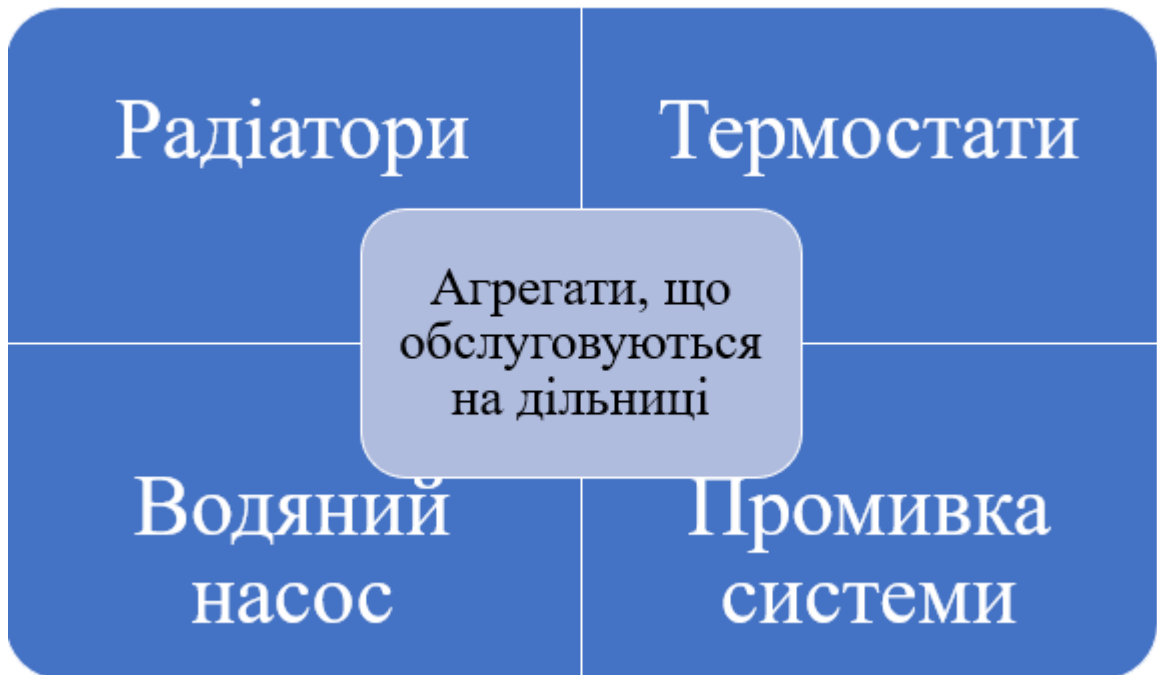 Радіатори
Термостати
Агрегати, що
обслуговуються
на дільниці
Водяний
насос
Промивка
системи